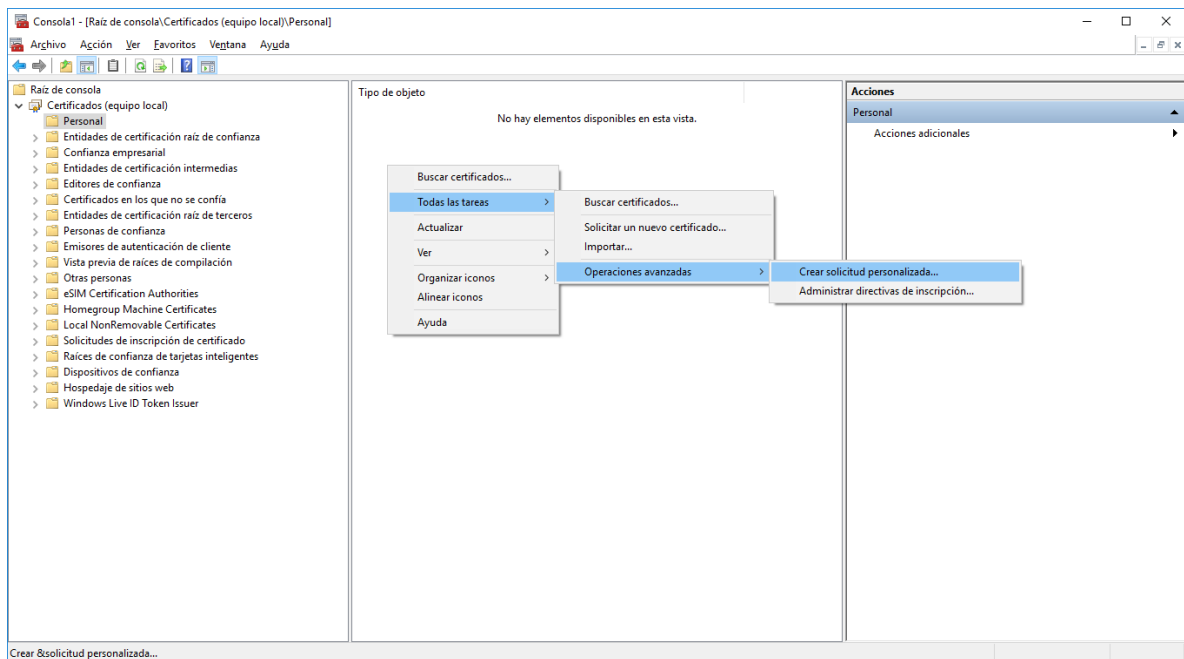 Consola1 - [Raíz de consola\Certificados (equipo local)\Personal]
Archivo Acción Ver Favoritos Ventana Ayuda
Raíz de consola
Certificados (equipo local)
Personal
Entidades de certificación raíz de confianza
Confianza empresarial
Entidades de certificación intermedias
Editores de confianza
Certificados en los que no se confía
Entidades de certificación raíz de terceros
Personas de confianza
Emisores de autenticación de cliente
Vista previa de raíces de compilación
Otras personas
eSIM Certification Authorities
Homegroup Machine Certificates
Local NonRemovable Certificates
Solicitudes de inscripción de certificado
Raíces de confianza de tarjetas inteligentes
Dispositivos de confianza
Hospedaje de sitios web
Windows Live ID Token Issuer
Tipo de objeto
No hay elementos disponibles en esta vista.
Buscar certificados...
Todas las tareas
Actualizar
Ver
Organizar iconos
Alinear iconos
Ayuda
Buscar certificados...
Solicitar un nuevo certificado...
Importar...
Operaciones avanzadas
Crear solicitud personalizada...
Administrar directivas de inscripción...
Acciones
Personal
Acciones adicionales
Crear &solicitud personalizada...